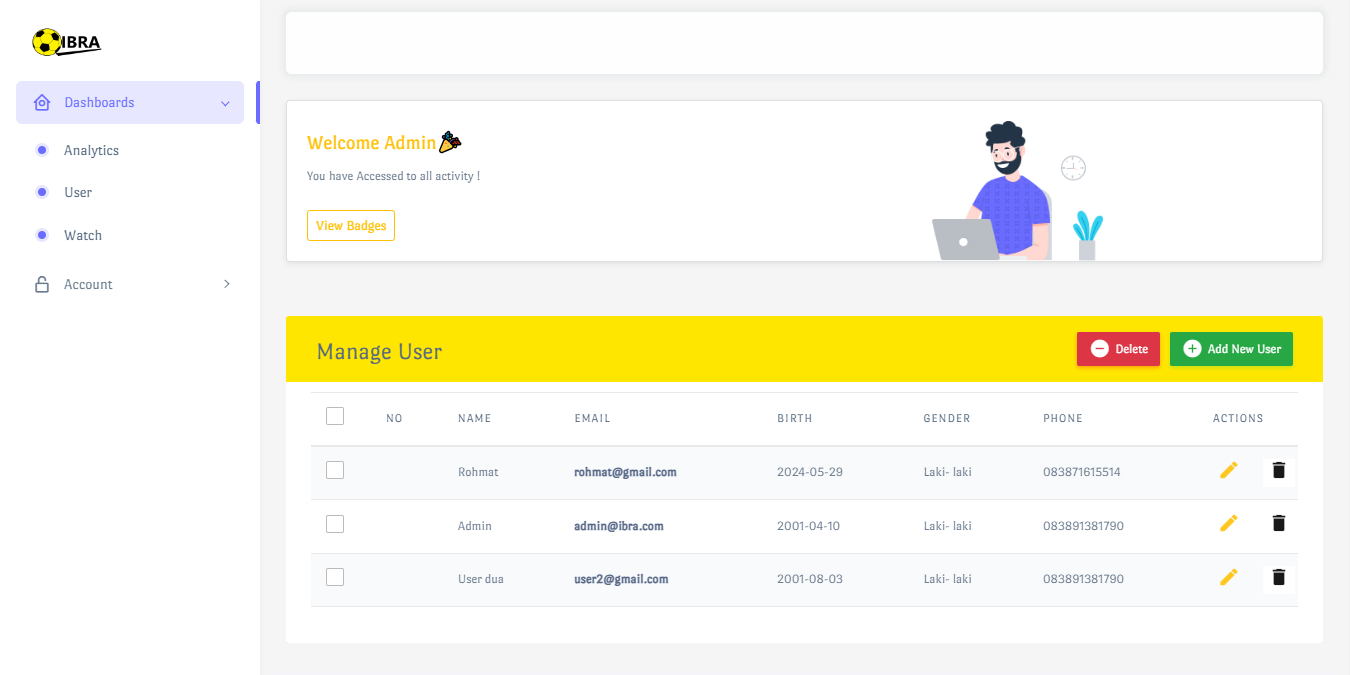 IBRA
Dashboards
Analytics
User
Watch
Account
Welcome Admin
You have Accessed to all activity !
View Badges
Manage User
Delete
Add New User
NO NAME EMAIL BIRTH GENDER PHONE ACTIONS
Rohmat rohmat@gmail.com 2024-05-29 Laki- laki 083871615514
Admin admin@ibra.com 2001-04-10 Laki- laki 083891381790
User dua user2@gmail.com 2001-08-03 Laki- laki 083891381790